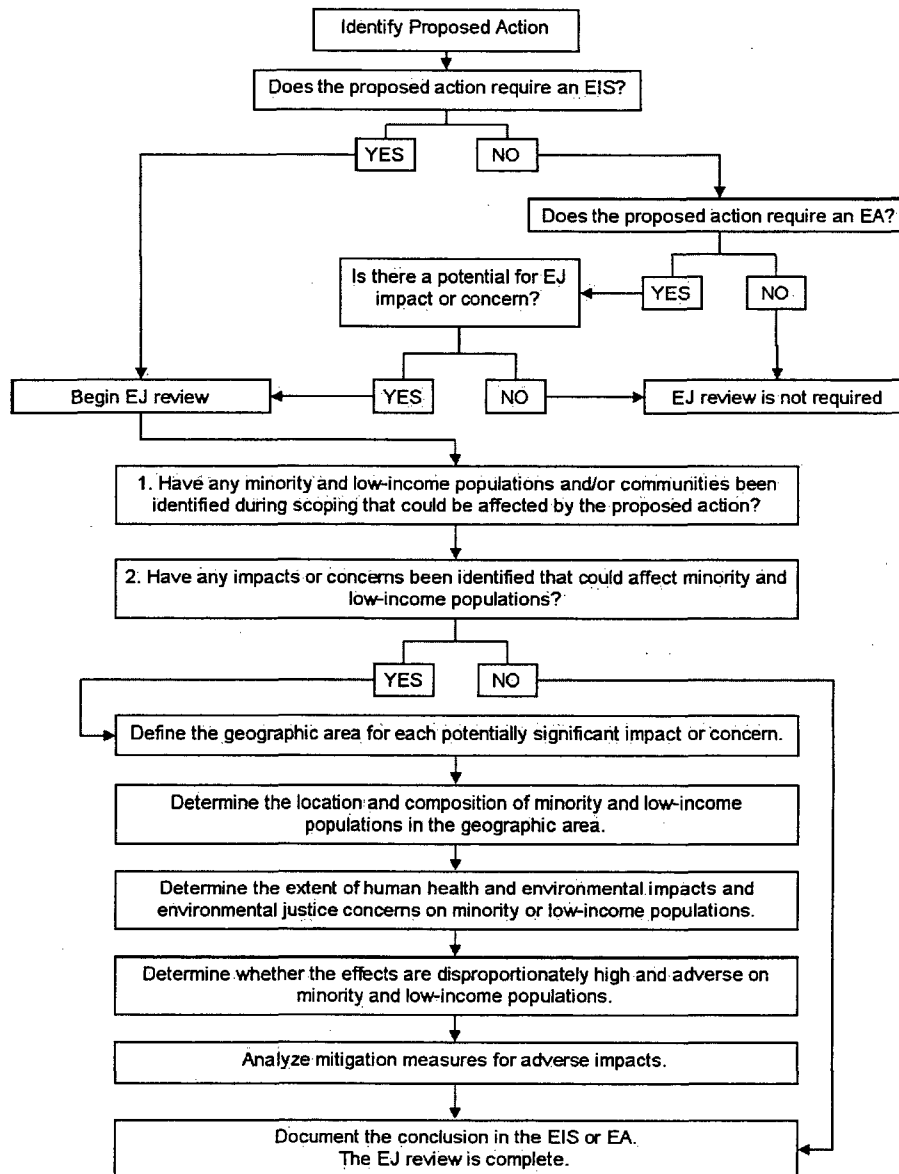 Identify Proposed Action
Does the proposed action require an EIS?
YES
NO
Does the proposed action require an EA?
Is there a potential for EJ
impact or concern?
YES
NO
Begin EJ review
YES
NO
EJ review is not required
1. Have any minority and low-income populations and/or communities been
identified during scoping that could be affected by the proposed action?
2. Have any impacts or concerns been identified that could affect minority and
low-income populations?
YES
NO
Define the geographic area for each potentially significant impact or concern.
Determine the location and composition of minority and low-income
populations in the geographic area.
Determine the extent of human health and environmental impacts and
environmental justice concerns on minority or low-income populations.
Determine whether the effects are disproportionately high and adverse on
minority and low-income populations.
Analyze mitigation measures for adverse impacts.
Document the conclusion in the EIS or EA.
The EJ review is complete.